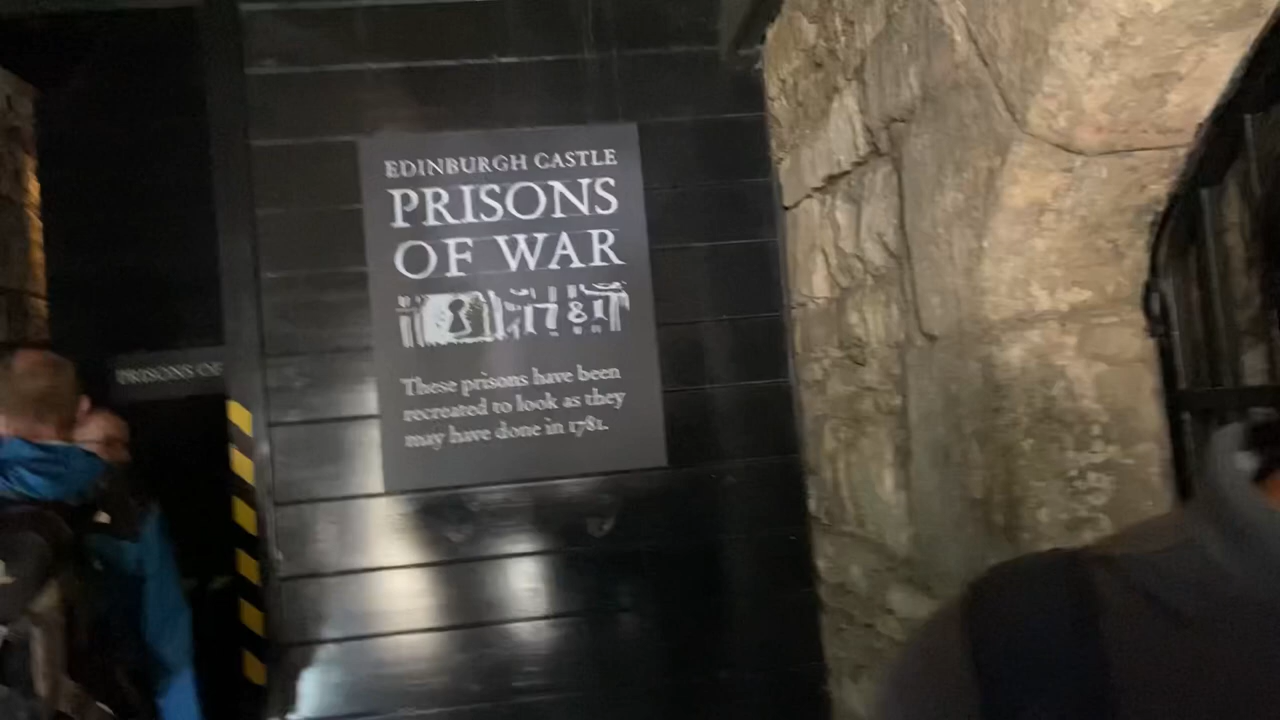 EDINBURGH CASTLE
PRISONS
OF WAR
1781
These prisons have been
recreated to look as they
may have done in 1781.
PRISONS OF